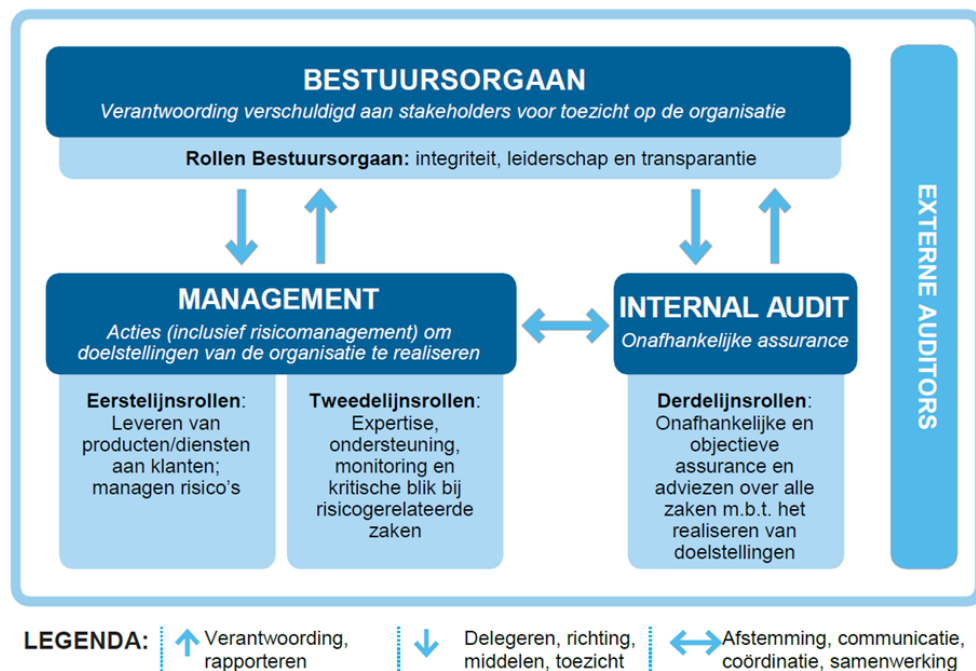 BESTUURSORGAAN
Verantwoording verschuldigd aan stakeholders voor toezicht op de organisatie
Rollen Bestuursorgaan: integriteit, leiderschap en transparantie
MANAGEMENT
Acties (inclusief risicomanagement) om
doelstellingen van de organisatie te realiseren
Eerstelijnsrollen:
Leveren van
producten/diensten
aan klanten;
managen risico’s
Tweedelijnsrollen:
Expertise,
ondersteuning,
monitoring en
kritische blik bij
risicogerelateerde
zaken
INTERNAL AUDIT
Onafhankelijke assurance
Derdelijnsrollen:
Onafhankelijke en
objectieve
assurance en
adviezen over alle
zaken m.b.t. het
realiseren van
doelstellingen
EXTERNE AUDITORS
LEGENDA:
Verantwoording,
rapporteren
Delegeren, richting,
middelen, toezicht
Afstemming, communicatie,
coördinatie, samenwerking